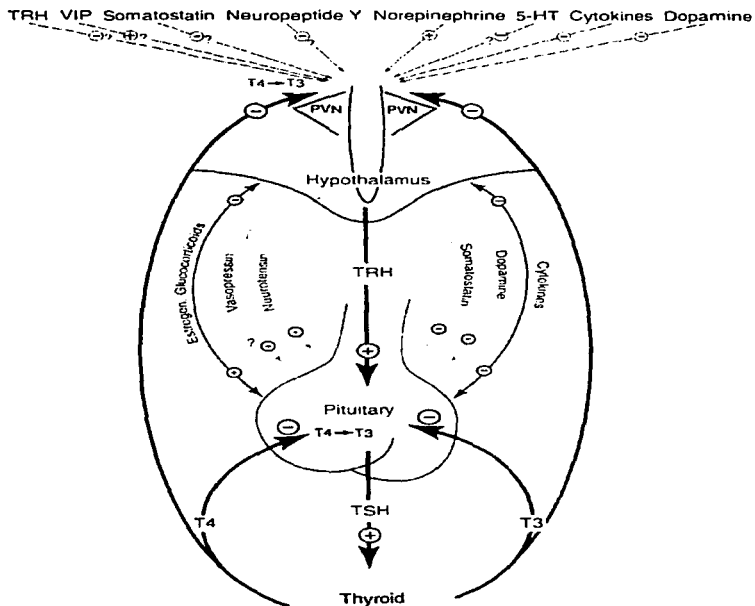 TRH VIP Somatostatin Neuropeptide Y Norepinephrine 5-HT Cytokines Dopamine
⊖? ⊕? ⊖? ⊖? ⊕ ?⊖ ⊖ ⊖
T4→T3
⊖ PVN PVN ⊖
Hypothalamus
⊖ ⊖
Estrogen Glucocorticoids
Vasopressin
Neurotensin
TRH
Somatostatin
Dopamine
Cytokines
? ⊖ ⊖ ⊖ ⊖
⊕ ⊕ ⊖
Pituitary
⊖ T4→T3 ⊖
TSH
T4 ⊕ T3
Thyroid